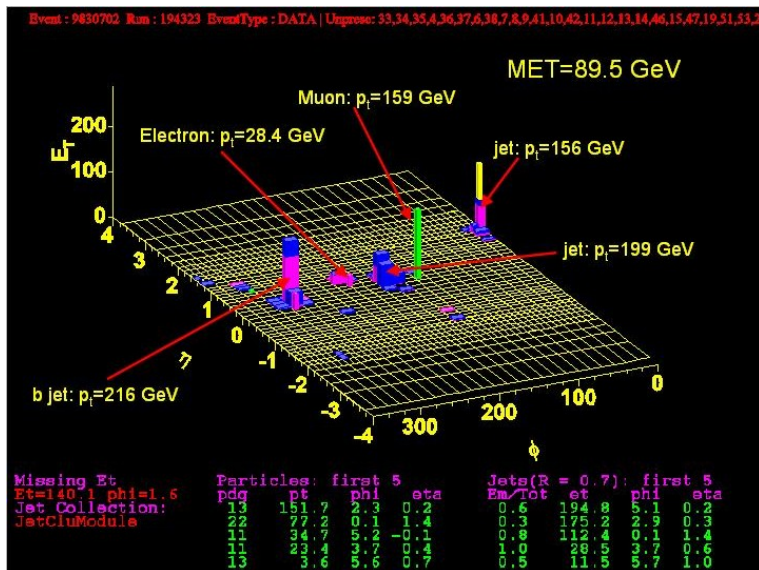 Event : 9830702 Run : 194323 EventType : DATA | Unpresc: 33,34,35,4,36,37,6,38,7,8,9,41,10,42,11,12,13,14,46,15,47,19,51,53,2
MET=89.5 GeV
Muon: pt=159 GeV
Electron: pt=28.4 GeV
jet: pt=156 GeV
jet: pt=199 GeV
b jet: pt=216 GeV
ET
200
100
0
4
3
2
1
0
-1
-2
-3
-4
η
300
200
100
0
ϕ
Missing Et
Et=140.1 phi=1.6
Jet Collection:
JetCluModule
Particles: first 5
pdg pt phi eta
13 151.7 2.3 0.2
22 77.2 0.1 1.4
11 34.7 5.2 -0.1
11 23.4 3.7 0.4
13 3.6 5.6 0.7
Jets(R = 0.7): first 5
Em/Tot et phi eta
0.6 194.8 5.1 0.2
0.3 175.2 2.9 0.3
0.8 112.4 0.1 1.4
1.0 28.5 3.7 0.6
0.5 11.5 5.7 1.0